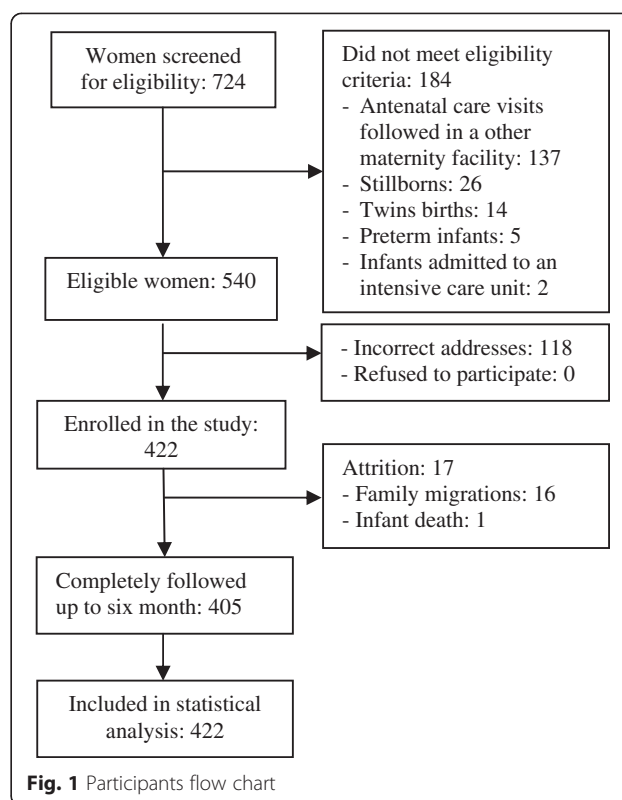 Women screened
for eligibility: 724
Did not meet eligibility
criteria: 184
- Antenatal care visits
followed in a other
maternity facility: 137
- Stillborns: 26
- Twins births: 14
- Preterm infants: 5
- Infants admitted to an
intensive care unit: 2
Eligible women: 540
- Incorrect addresses: 118
- Refused to participate: 0
Enrolled in the study:
422
Attrition: 17
- Family migrations: 16
- Infant death: 1
Completely followed
up to six month: 405
Included in statistical
analysis: 422
Fig. 1 Participants flow chart